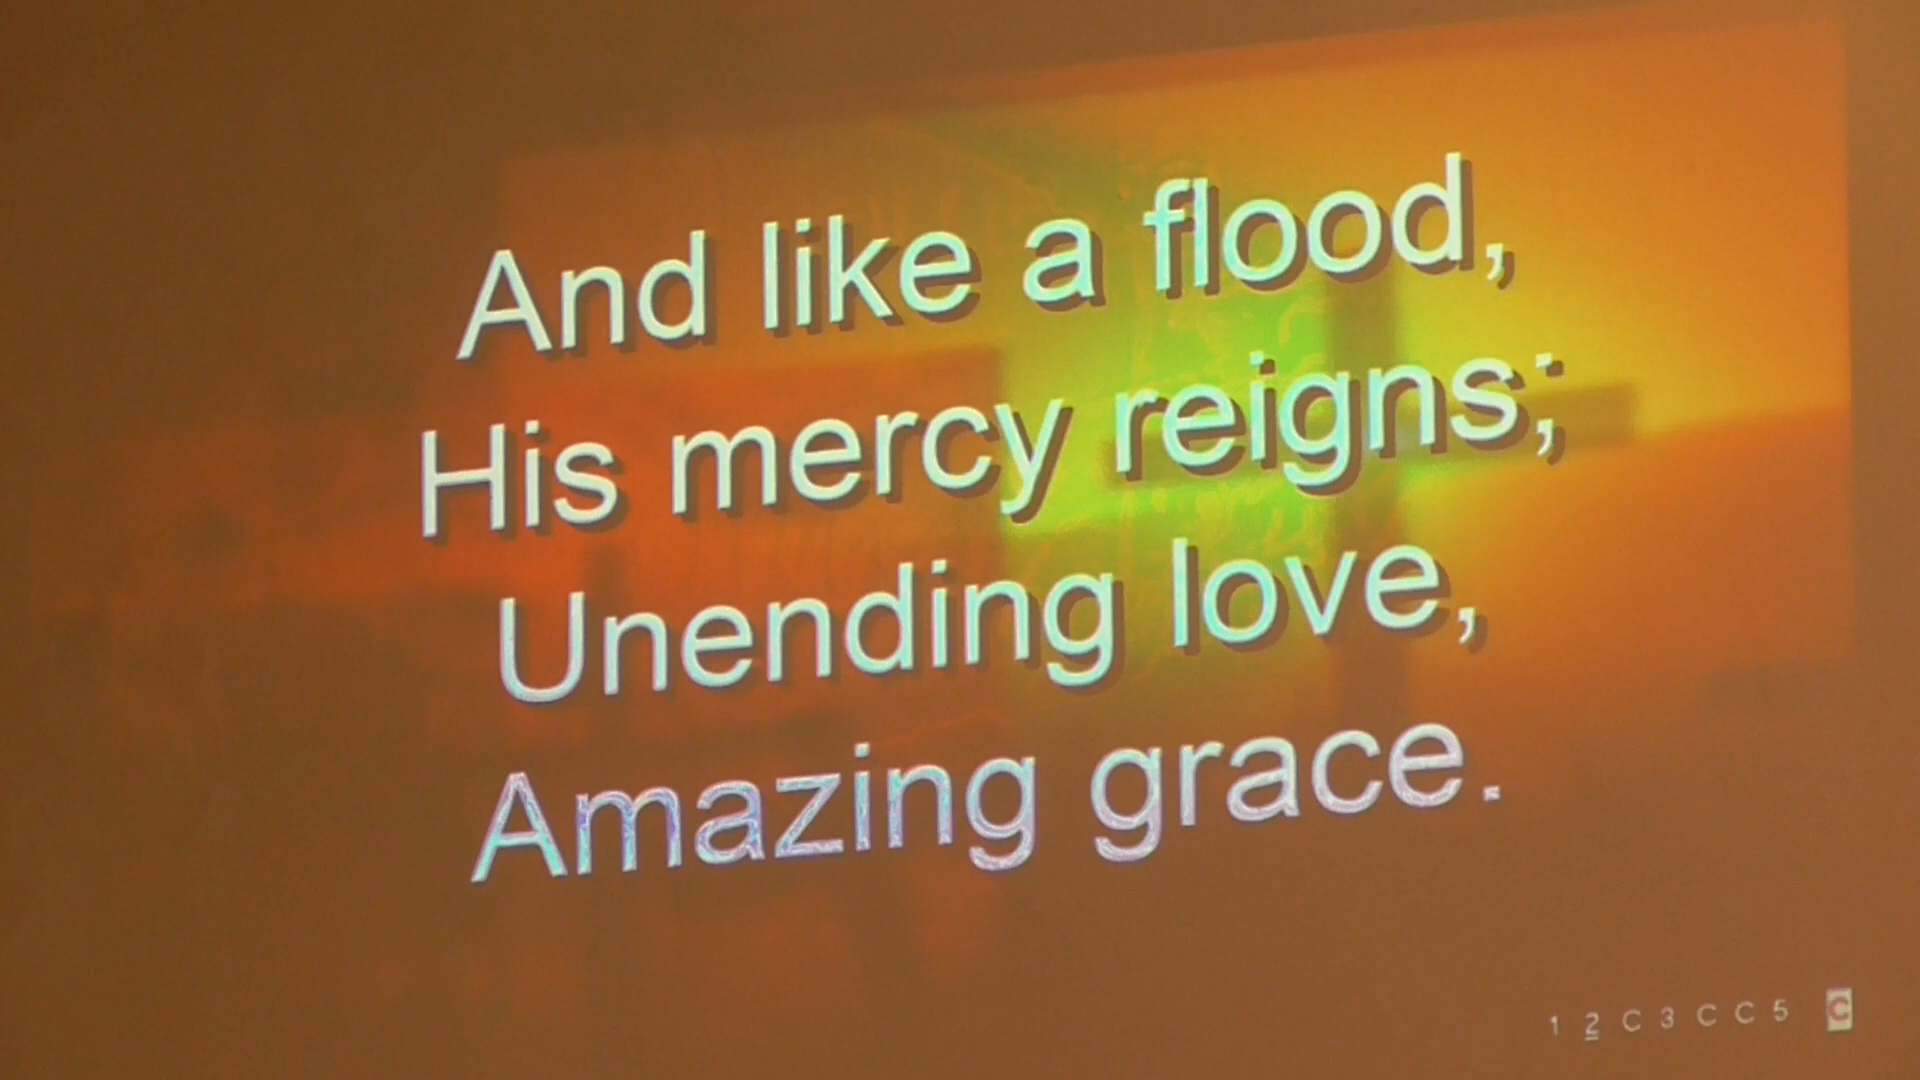 And like a flood,
His mercy reigns;
Unending love,
Amazing grace.
1 2 C 3 C C 5 C